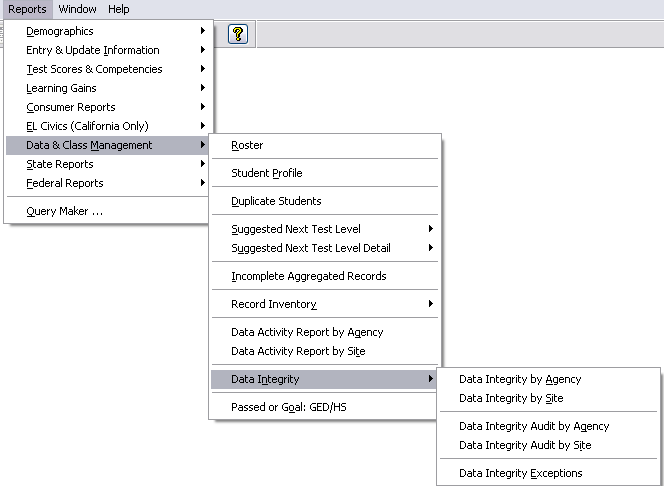 Reports Window Help
Demographics
Entry & Update Information
Test Scores & Competencies
Learning Gains
Consumer Reports
EL Civics (California Only)
Data & Class Management
State Reports
Federal Reports
Query Maker ...
Roster
Student Profile
Duplicate Students
Suggested Next Test Level
Suggested Next Test Level Detail
Incomplete Aggregated Records
Record Inventory
Data Activity Report by Agency
Data Activity Report by Site
Data Integrity
Passed or Goal: GED/HS
Data Integrity by Agency
Data Integrity by Site
Data Integrity Audit by Agency
Data Integrity Audit by Site
Data Integrity Exceptions